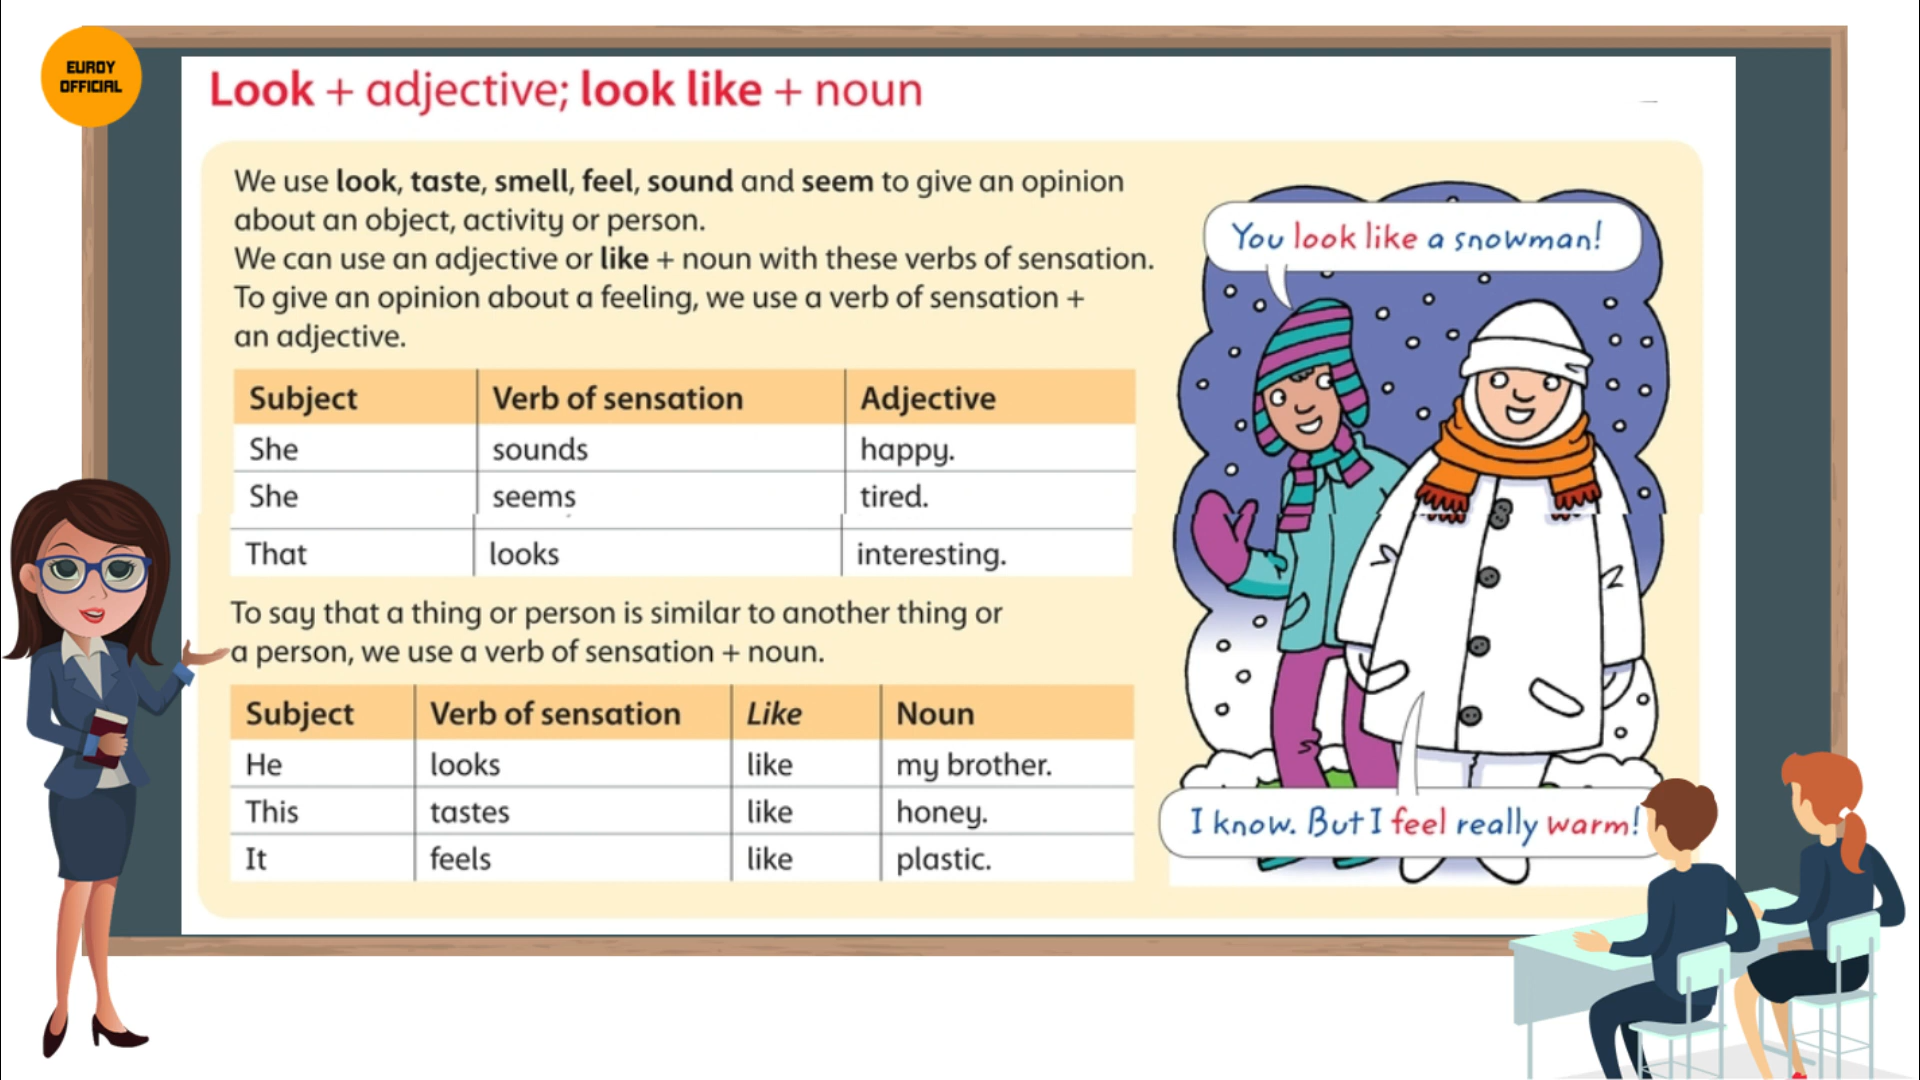 EUROY
OFFICIAL
Look + adjective; look like + noun
We use look, taste, smell, feel, sound and seem to give an opinion
about an object, activity or person.
We can use an adjective or like + noun with these verbs of sensation.
To give an opinion about a feeling, we use a verb of sensation +
an adjective.
Subject Verb of sensation Adjective
She sounds happy.
She seems tired.
That looks interesting.
To say that a thing or person is similar to another thing or
a person, we use a verb of sensation + noun.
Subject Verb of sensation Like Noun
He looks like my brother.
This tastes like honey.
It feels like plastic.
You look like a snowman!
I know. But I feel really warm!